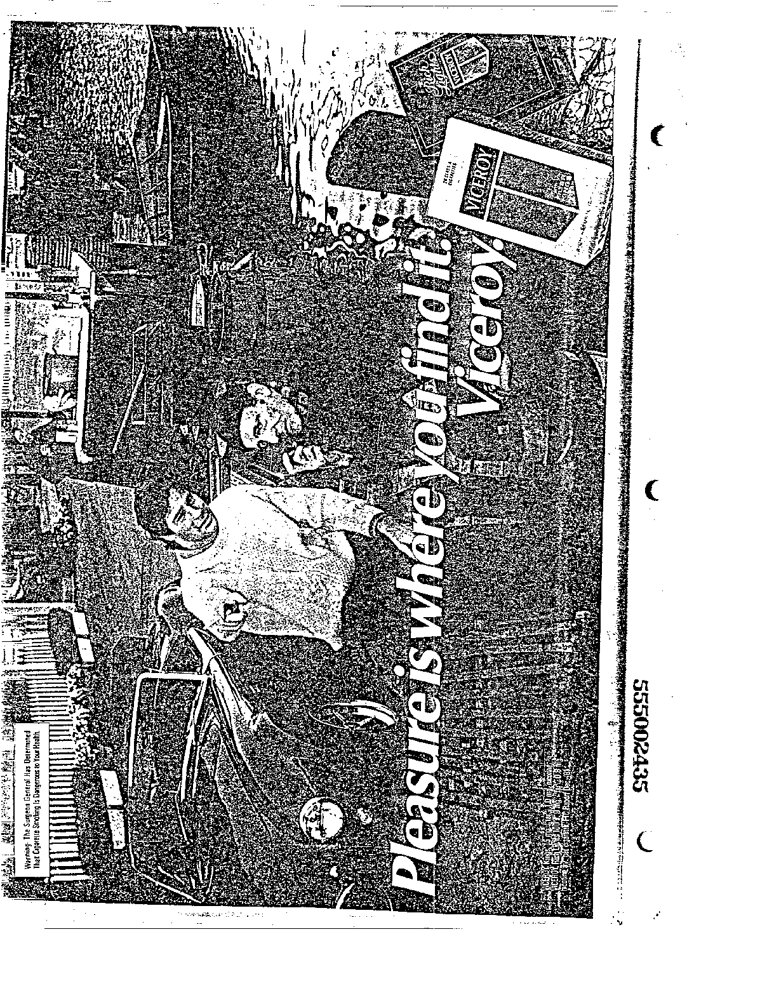 Warning: The Surgeon General Has Determined
That Cigarette Smoking Is Dangerous to Your Health.
VICEROY
Pleasure is where you find it.
Viceroy.
555002435